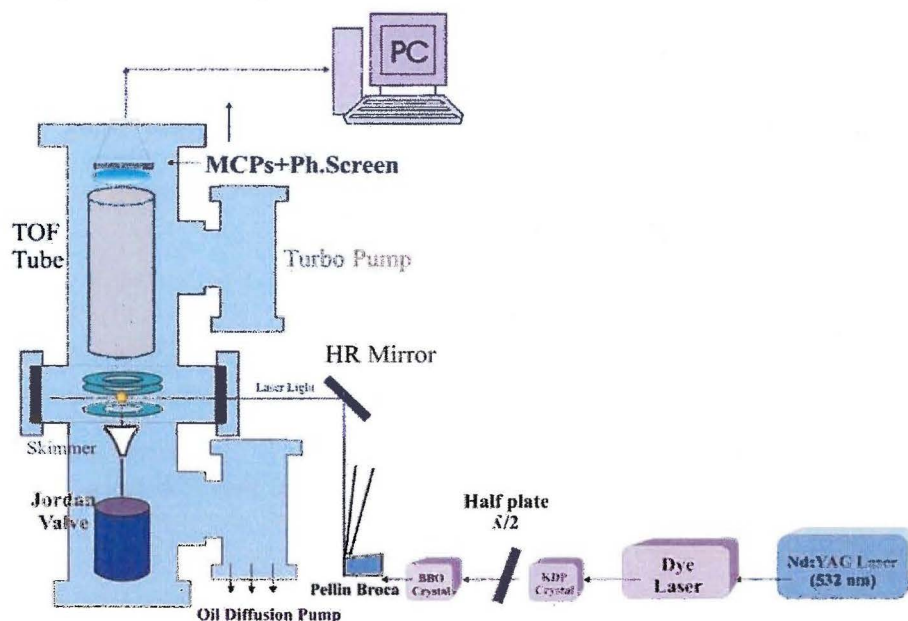 PC
MCPs+Ph.Screen
TOF
Tube
Turbo Pump
HR Mirror
Laser Light
Skimmer
Jordan
Valve
Half plate
λ/2
BBO
Crystal
KDP
Crystal
Dye
Laser
Nd:YAG Laser
(532 nm)
Pellin Broca
Oil Diffusion Pump